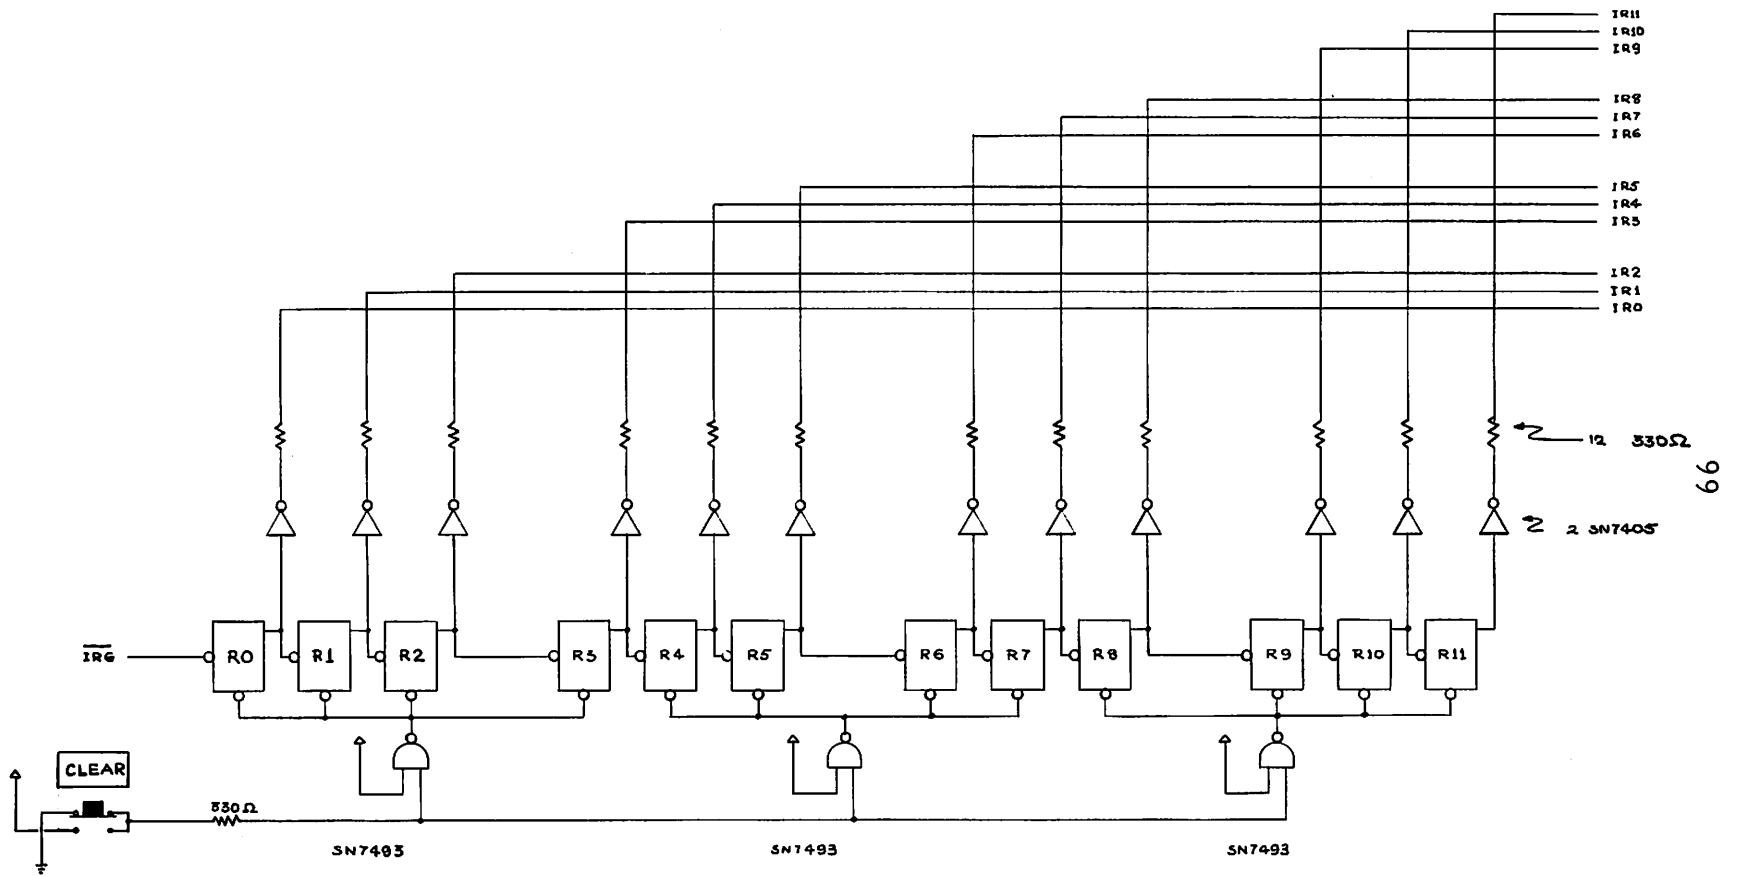 IR11
IR10
IR9
IR8
IR7
IR6
IR5
IR4
IR3
IR2
IR1
IR0
12 330Ω
66
2 SN7405
IRG
R0
R1
R2
R3
R4
R5
R6
R7
R8
R9
R10
R11
CLEAR
330Ω
SN7493
SN7493
SN7493